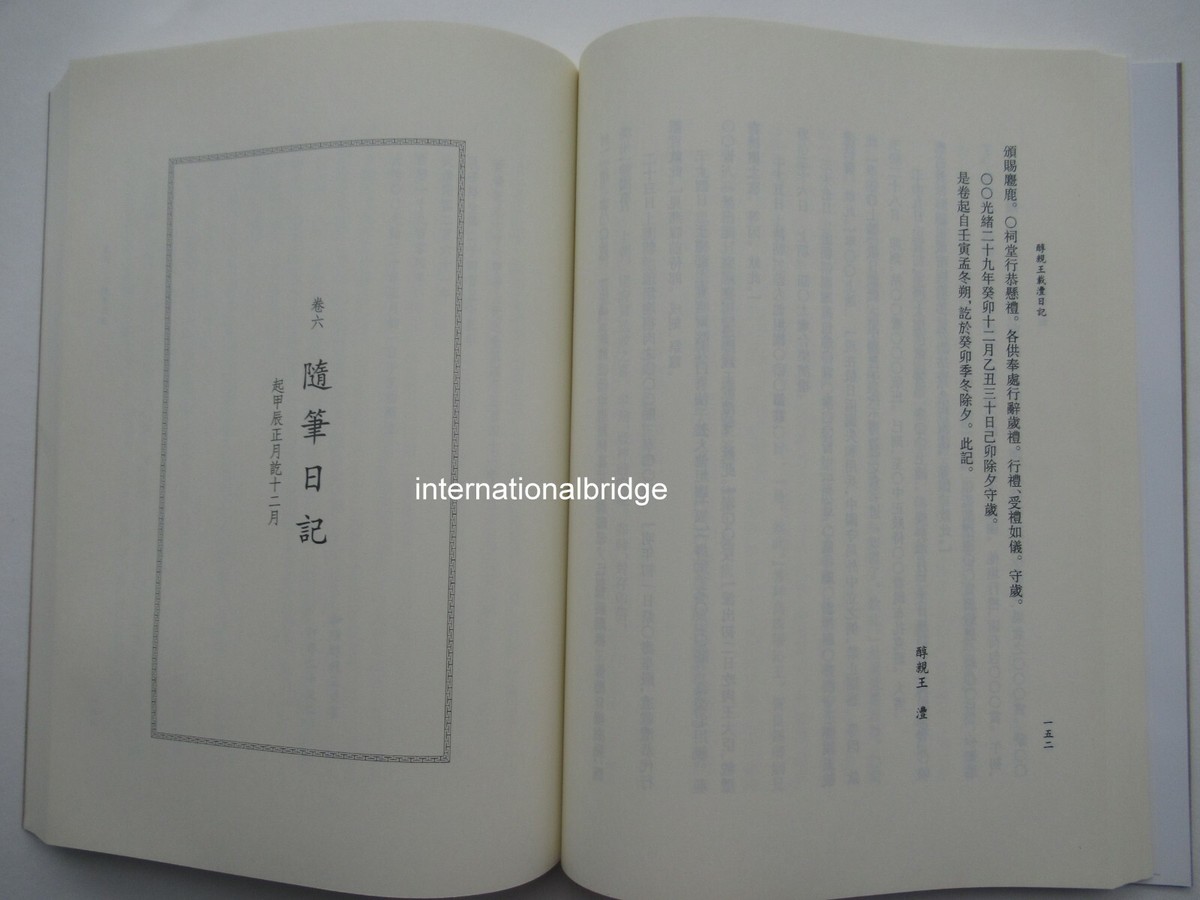 醇親王載灃日記
頒賜麅鹿。〇祠堂行恭懸禮。各供奉處行辭歲禮。行禮、受禮如儀。守歲。
〇〇光緒二十九年癸卯十二月乙丑三十日己卯除夕守歲。
是卷起自壬寅孟冬朔，訖於癸卯季冬除夕。此記。
醇親王 灃
一五二
卷六
隨筆日記
起甲辰正月訖十二月
internationalbridge